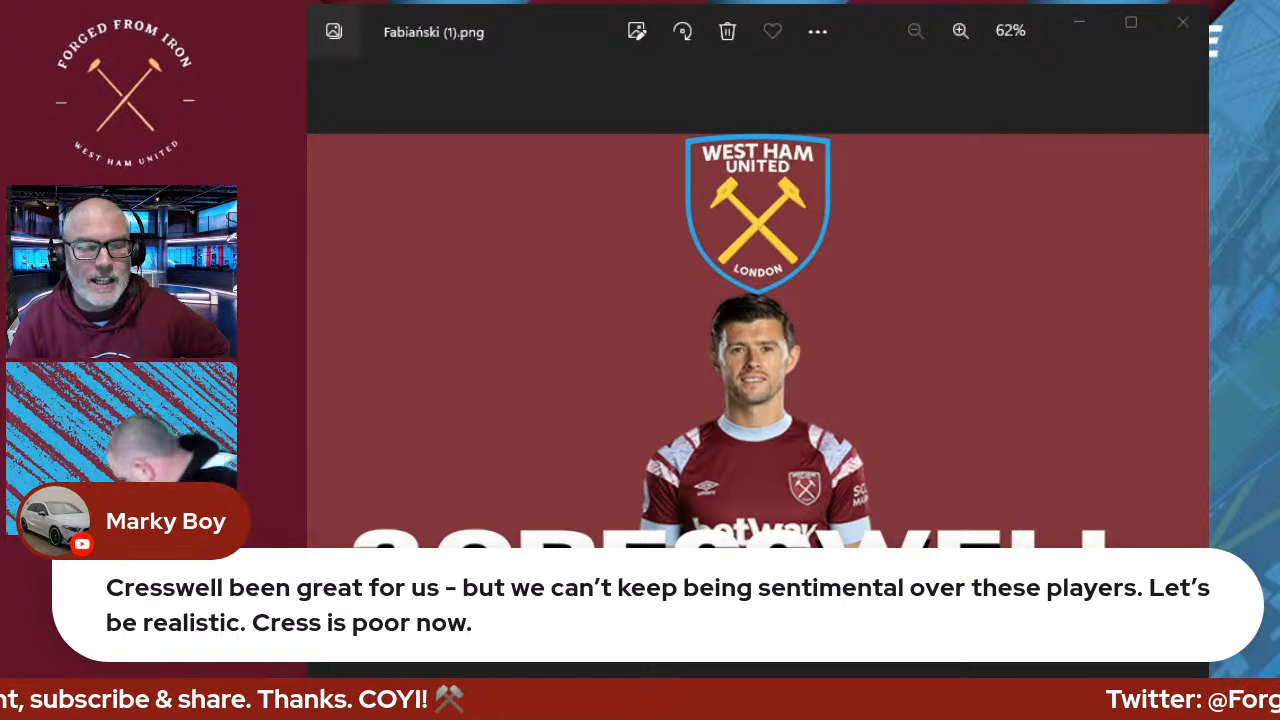 FORGED FROM IRON
WEST HAM UNITED
Fabiański (1).png
62%
WEST HAM
UNITED
LONDON
betway
Marky Boy
Cresswell been great for us - but we can’t keep being sentimental over these players. Let’s
be realistic. Cress is poor now.
subscribe & share. Thanks. COYI! ⚒
Twitter: